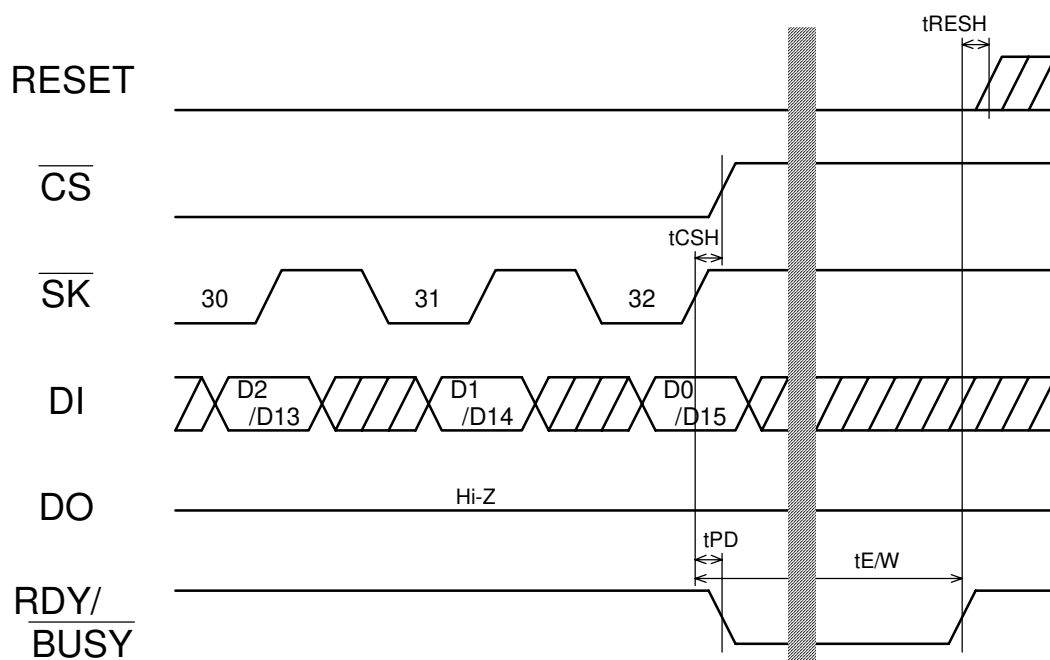 tRESH
RESET
CS
tCSH
SK
30
31
32
DI
D2
/D13
D1
/D14
D0
/D15
DO
Hi-Z
tPD
tE/W
RDY/
BUSY